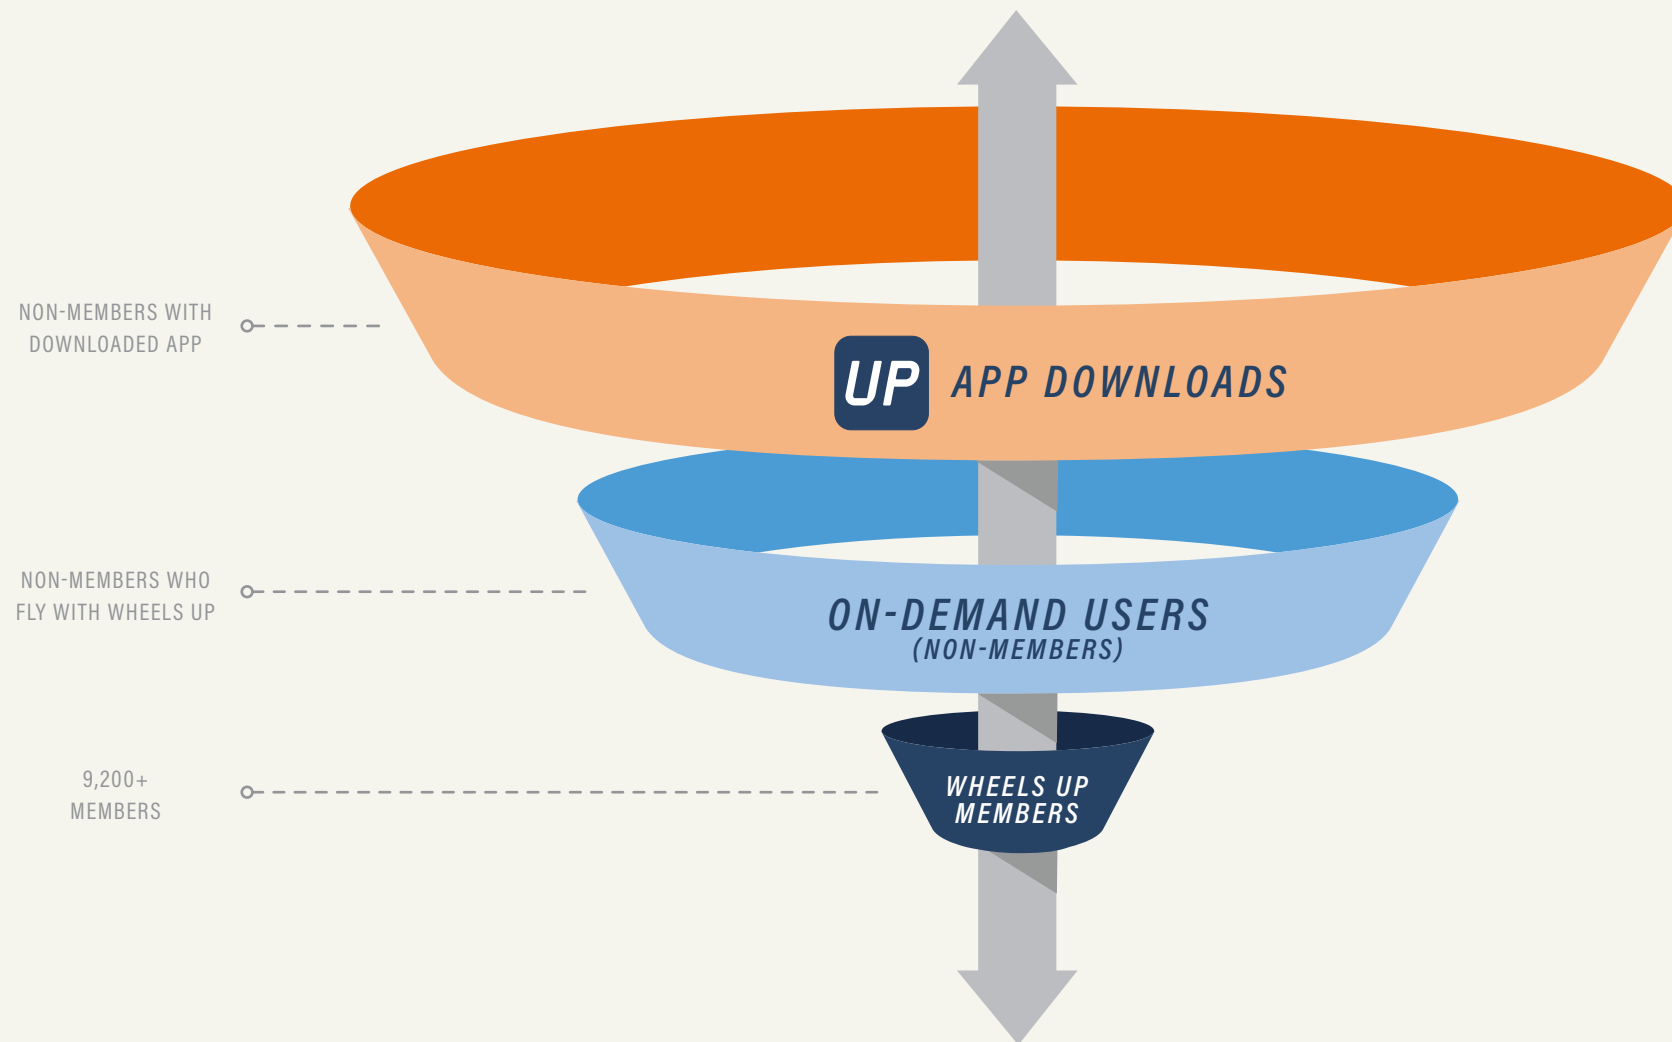 NON-MEMBERS WITH
DOWNLOADED APP
UP APP DOWNLOADS
NON-MEMBERS WHO
FLY WITH WHEELS UP
ON-DEMAND USERS
(NON-MEMBERS)
9,200+
MEMBERS
WHEELS UP
MEMBERS